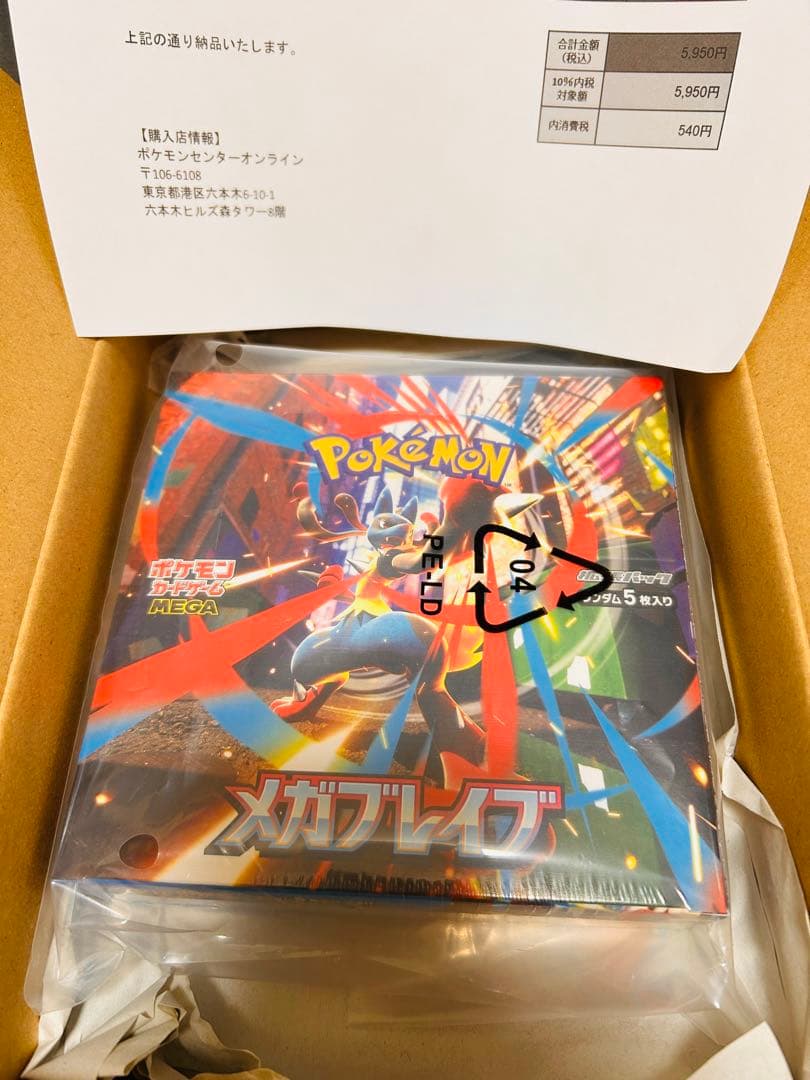 上記の通り納品いたします。
合計金額
(税込)
5,950円
10%内税
対象額
5,950円
内消費税
540円
【購入店情報】
ポケモンセンターオンライン
〒106-6108
東京都港区六本木6-10-1
六本木ヒルズ森タワー8階
POKÉMON
ポケモン
カードゲーム
MEGA
04
PE-LD
パック
5枚入り
メガブレイブ